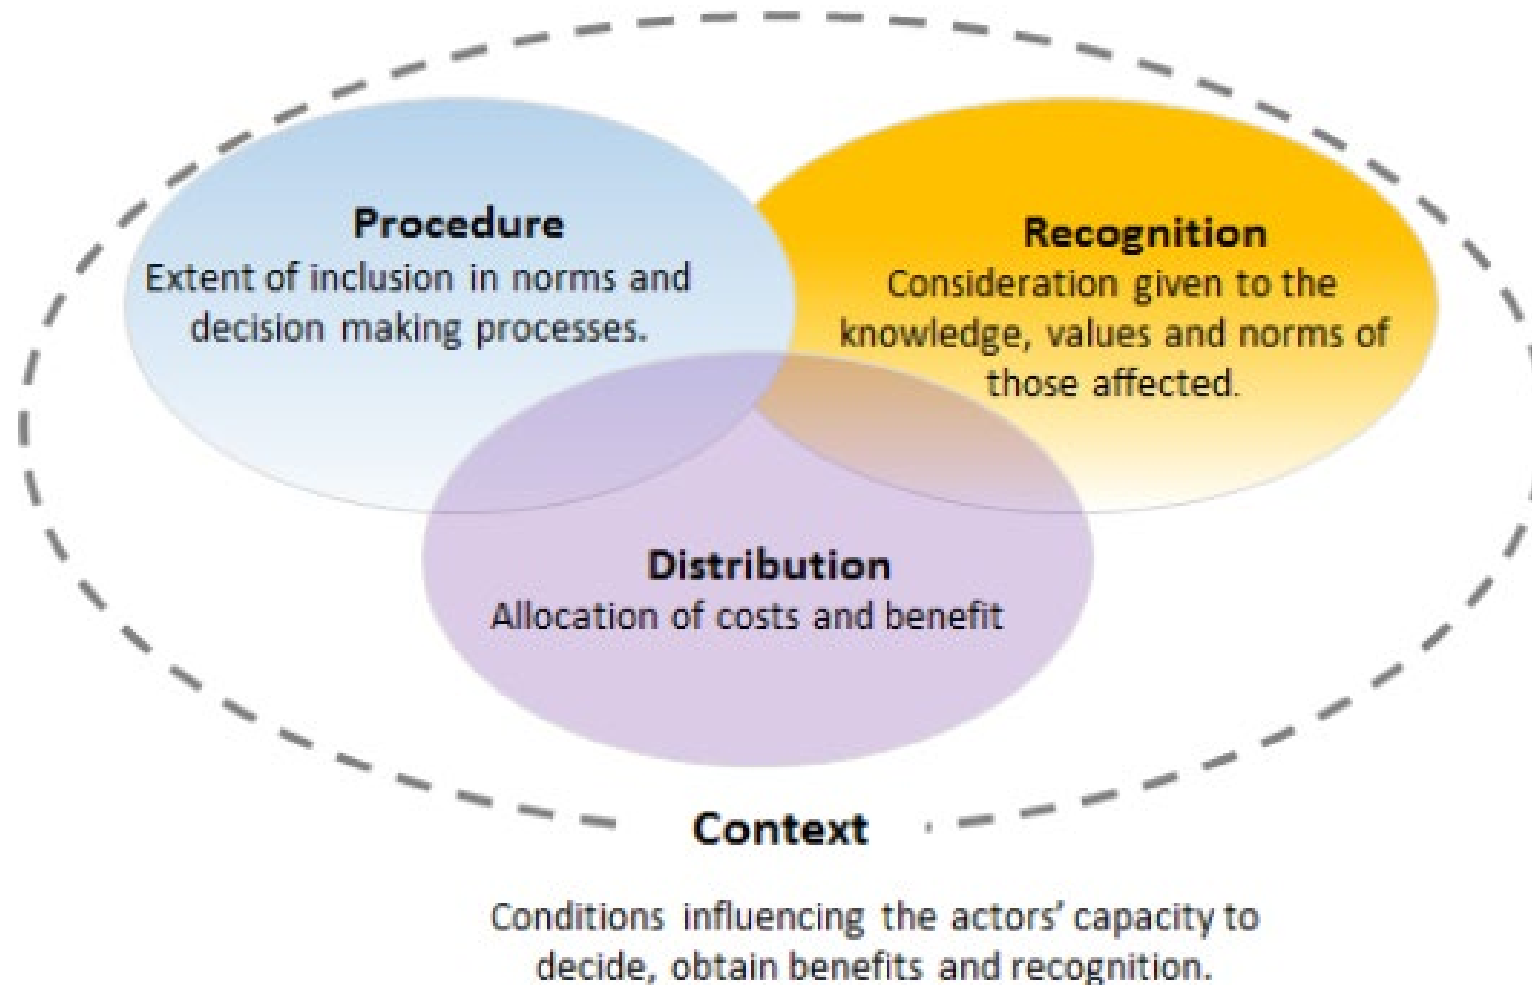 Procedure
Extent of inclusion in norms and
decision making processes.
Recognition
Consideration given to the
knowledge, values and norms of
those affected.
Distribution
Allocation of costs and benefit
Context
Conditions influencing the actors’ capacity to
decide, obtain benefits and recognition.